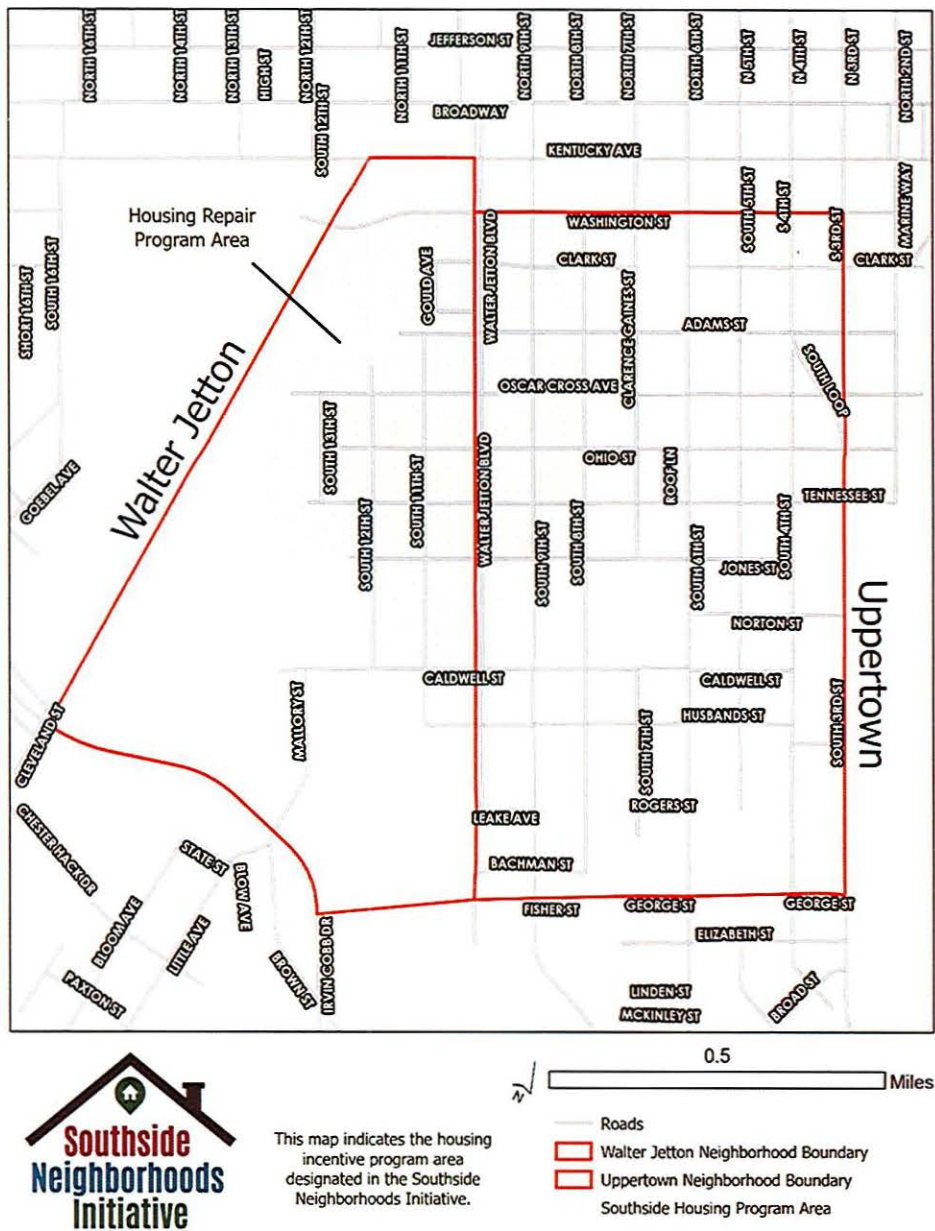 NORTH 16TH ST
NORTH 14TH ST
NORTH 13TH ST
HIGH ST
NORTH 12TH ST
SOUTH 12TH ST
NORTH 11TH ST
JEFFERSON ST
BROADWAY
NORTH 9TH ST
NORTH 8TH ST
NORTH 7TH ST
NORTH 6TH ST
N 5TH ST
N 4TH ST
N 3RD ST
NORTH 2ND ST
KENTUCKY AVE
Housing Repair
Program Area
WASHINGTON ST
SOUTH 5TH ST
S 4TH ST
S 3RD ST
MARINE WAY
SHORT 16TH ST
SOUTH 16TH ST
GOULD AVE
WALTER JETTON BLVD
CLARK ST
CLARK ST
CLARENCE GAINES ST
ADAMS ST
Walter Jetton
OSCAR CROSS AVE
SOUTH LOOP
SOUTH 13TH ST
GOEBEL AVE
SOUTH 12TH ST
SOUTH 11TH ST
WALTER JETTON BLVD
OHIO ST
ROOF LN
TENNESSEE ST
SOUTH 9TH ST
SOUTH 8TH ST
SOUTH 6TH ST
SOUTH 4TH ST
JONES ST
NORTON ST
Uppertown
CALDWELL ST
CALDWELL ST
MALLORY ST
HUSBANDS ST
SOUTH 7TH ST
SOUTH 3RD ST
CLEVELAND ST
ROGERS ST
LEAKE AVE
CHESTER HACK DR
STATE ST
BACHMAN ST
BLOW AVE
FISHER ST
GEORGE ST
GEORGE ST
BLOOM AVE
LITTLE AVE
BROWN ST
IRVIN COBB DR
ELIZABETH ST
PAXTON ST
LINDEN ST
BROAD ST
MCKINLEY ST
0.5
N
Miles
Roads
Walter Jetton Neighborhood Boundary
Uppertown Neighborhood Boundary
Southside Housing Program Area
Southside
Neighborhoods
Initiative
This map indicates the housing
incentive program area
designated in the Southside
Neighborhoods Initiative.